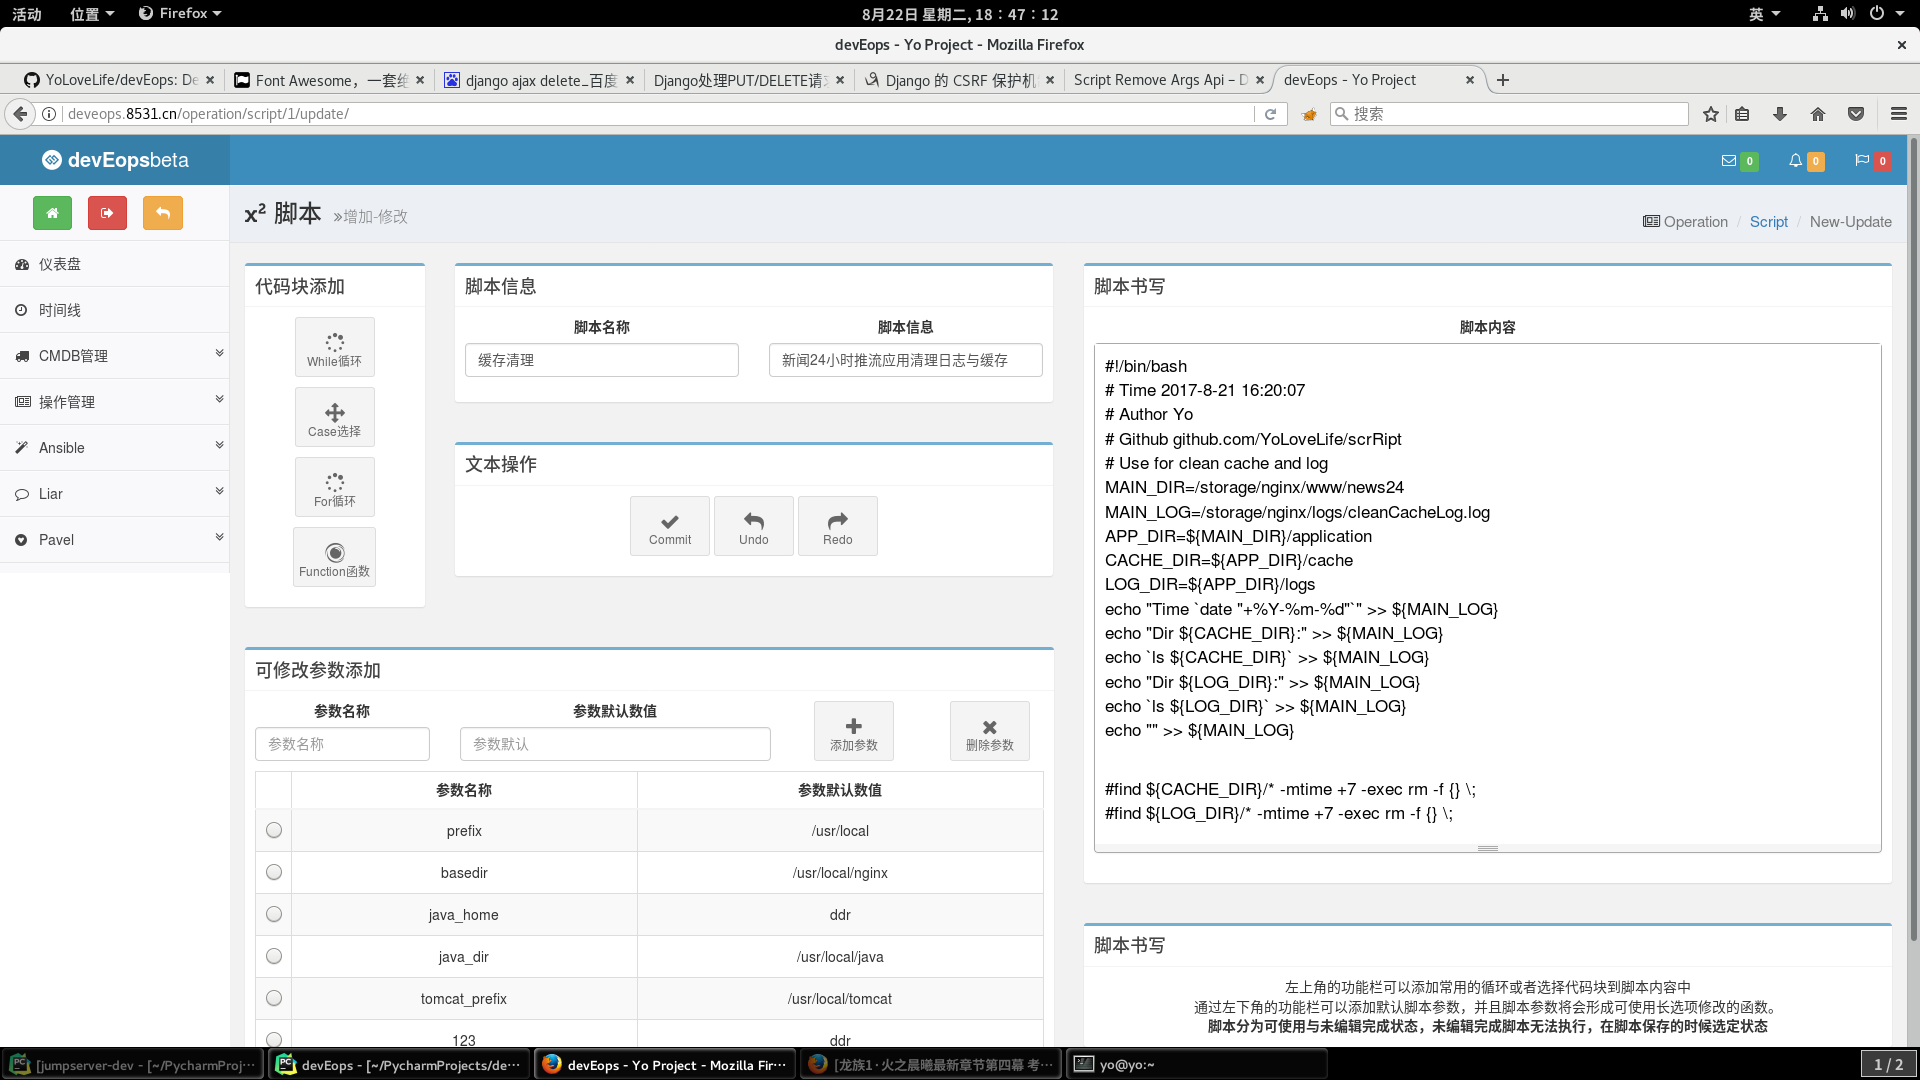 活动 位置 Firefox 8月22日 星期二, 18：47：12 英
devEops - Yo Project - Mozilla Firefox
YoLoveLife/devEops: De Font Awesome，一套绝 django ajax delete_百度 Django处理PUT/DELETE请 Django 的 CSRF 保护机 Script Remove Args Api – D devEops - Yo Project
deveops.8531.cn/operation/script/1/update/ 搜索
devEopsbeta 0 0 0
x² 脚本 »增加-修改 Operation / Script / New-Update
仪表盘
时间线
CMDB管理
操作管理
Ansible
Liar
Pavel
代码块添加
While循环
Case选择
For循环
Function函数
脚本信息
脚本名称 脚本信息
缓存清理 新闻24小时推流应用清理日志与缓存
文本操作
Commit Undo Redo
可修改参数添加
参数名称 参数默认数值
参数名称 参数默认 添加参数 删除参数
参数名称 参数默认数值
prefix /usr/local
basedir /usr/local/nginx
java_home ddr
java_dir /usr/local/java
tomcat_prefix /usr/local/tomcat
123 ddr
脚本书写
脚本内容
#!/bin/bash
# Time 2017-8-21 16:20:07
# Author Yo
# Github github.com/YoLoveLife/scrRipt
# Use for clean cache and log
MAIN_DIR=/storage/nginx/www/news24
MAIN_LOG=/storage/nginx/logs/cleanCacheLog.log
APP_DIR=${MAIN_DIR}/application
CACHE_DIR=${APP_DIR}/cache
LOG_DIR=${APP_DIR}/logs
echo "Time `date "+%Y-%m-%d"`" >> ${MAIN_LOG}
echo "Dir ${CACHE_DIR}:" >> ${MAIN_LOG}
echo `ls ${CACHE_DIR}` >> ${MAIN_LOG}
echo "Dir ${LOG_DIR}:" >> ${MAIN_LOG}
echo `ls ${LOG_DIR}` >> ${MAIN_LOG}
echo "" >> ${MAIN_LOG}
#find ${CACHE_DIR}/* -mtime +7 -exec rm -f {} \;
#find ${LOG_DIR}/* -mtime +7 -exec rm -f {} \;
脚本书写
左上角的功能栏可以添加常用的循环或者选择代码块到脚本内容中
通过左下角的功能栏可以添加默认脚本参数，并且脚本参数将会形成可使用长选项修改的函数。
脚本分为可使用与未编辑完成状态，未编辑完成脚本无法执行，在脚本保存的时候选定状态
[jumpserver-dev - [~/PycharmProj… devEops - [~/PycharmProjects/de… devEops - Yo Project - Mozilla Fir… [龙族1·火之晨曦最新章节第四幕 考… yo@yo:~ 1 / 2